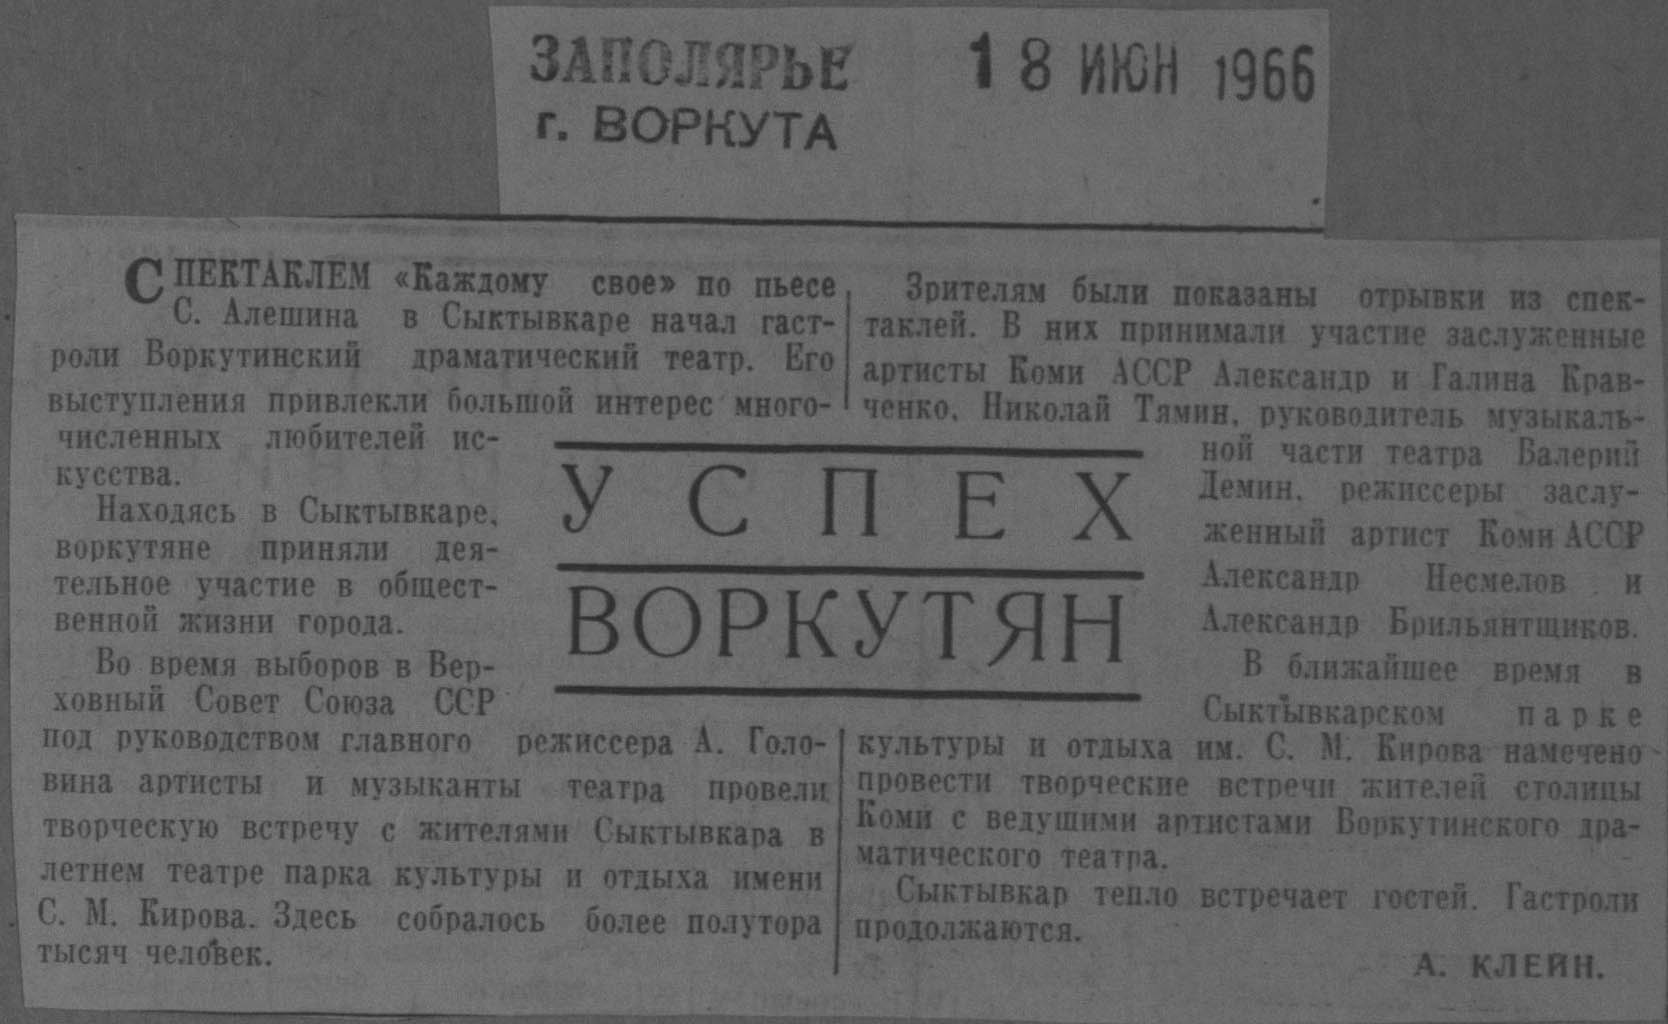 ЗАПОЛЯРЬЕ
г. ВОРКУТА
18 ИЮН 1966
СПЕКТАКЛЕМ «Каждому свое» по пьесе
С. Алешина в Сыктывкаре начал гаст-
роли Воркутинский драматический театр. Его
выступления привлекли большой интерес много-
численных любителей ис-
кусства.
Находясь в Сыктывкаре,
воркутяне приняли дея-
тельное участие в общест-
венной жизни города.
Во время выборов в Вер-
ховный Совет Союза ССР
под руководством главного режиссера А. Голо-
вина артисты и музыканты театра провели
творческую встречу с жителями Сыктывкара в
летнем театре парка культуры и отдыха имени
С. М. Кирова. Здесь собралось более полутора
тысяч человек.
УСПЕХ
ВОРКУТЯН
Зрителям были показаны отрывки из спек-
таклей. В них принимали участие заслуженные
артисты Коми АССР Александр и Галина Крав-
ченко, Николай Тямин, руководитель музыкаль-
ной части театра Валерий
Демин, режиссеры заслу-
женный артист Коми АССР
Александр Несмелов и
Александр Брильянтщиков.
В ближайшее время в
Сыктывкарском парке
культуры и отдыха им. С. М. Кирова намечено
провести творческие встречи жителей столицы
Коми с ведущими артистами Воркутинского дра-
матического театра.
Сыктывкар тепло встречает гостей. Гастроли
продолжаются.
А. КЛЕЙН.